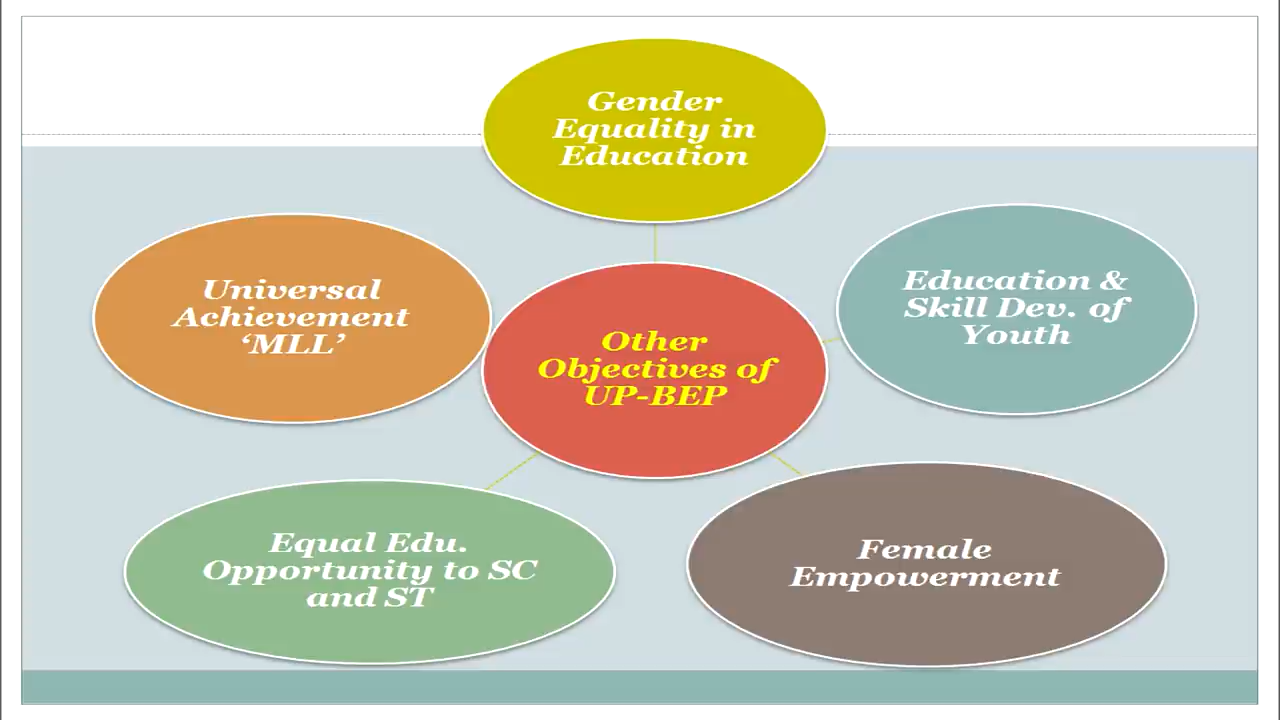 Gender
Equality in
Education
Universal
Achievement
‘MLL’
Education &
Skill Dev. of
Youth
Other
Objectives of
UP-BEP
Equal Edu.
Opportunity to SC
and ST
Female
Empowerment